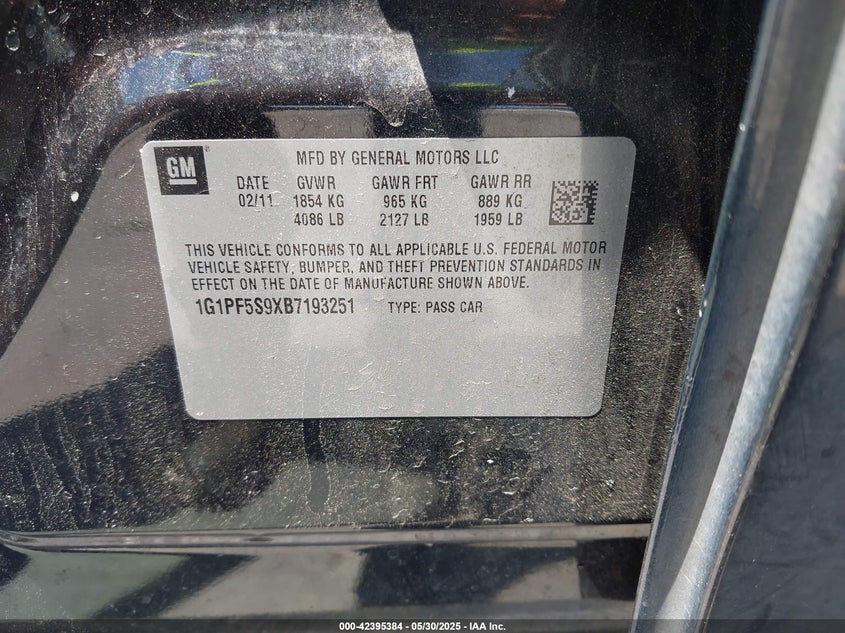 GM
MFD BY GENERAL MOTORS LLC
DATE GVWR GAWR FRT GAWR RR
02/11 1854 KG 965 KG 889 KG
4086 LB 2127 LB 1959 LB
THIS VEHICLE CONFORMS TO ALL APPLICABLE U.S. FEDERAL MOTOR
VEHICLE SAFETY, BUMPER, AND THEFT PREVENTION STANDARDS IN
EFFECT ON THE DATE OF MANUFACTURE SHOWN ABOVE.
1G1PF5S9XB7193251 TYPE: PASS CAR
000-42395384 - 05/30/2025 - IAA Inc.